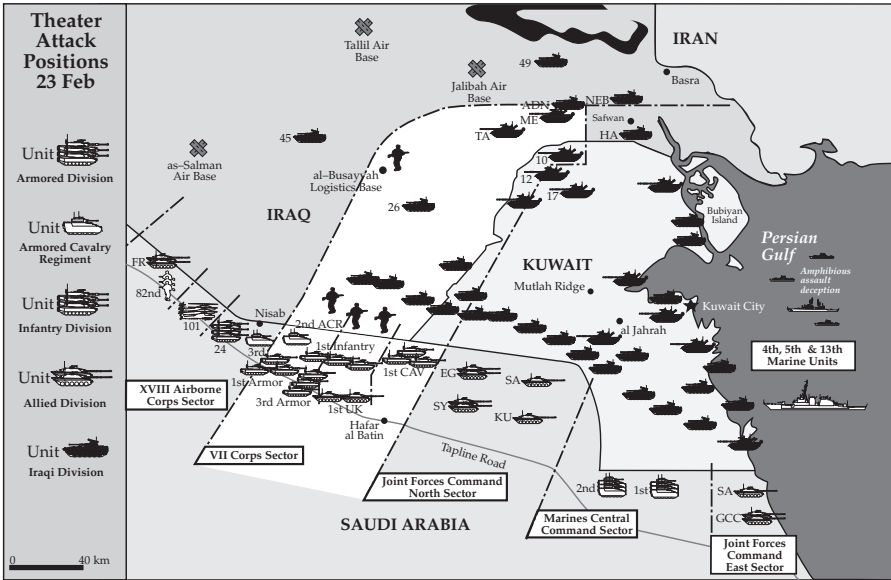 Theater
Attack
Positions
23 Feb
Unit
Armored Division
Unit
Armored Cavalry
Regiment
Unit
Infantry Division
Unit
Allied Division
Unit
Iraqi Division
0
40 km
Tallil Air
Base
Jalibah Air
Base
as–Salman
Air Base
al–Busayyah
Logistics Base
IRAQ
IRAN
Basra
49
45
ADN
NEB
ME
TA
Safwan
HA
10
12
17
26
Bubiyan
Island
KUWAIT
Mutlah Ridge
Kuwait City
al Jahrah
Persian
Gulf
Amphibious
assault
deception
4th, 5th & 13th
Marine Units
FR
82nd
101
Nisab
24
3rd
2nd ACR
1st Infantry
1st Armor
3rd Armor
1st UK
1st CAV
EG
SY
SA
KU
Hafar
al Batin
Tapline Road
XVIII Airborne
Corps Sector
VII Corps Sector
Joint Forces Command
North Sector
SAUDI ARABIA
2nd
1st
SA
GCC
Marines Central
Command Sector
Joint Forces
Command
East Sector